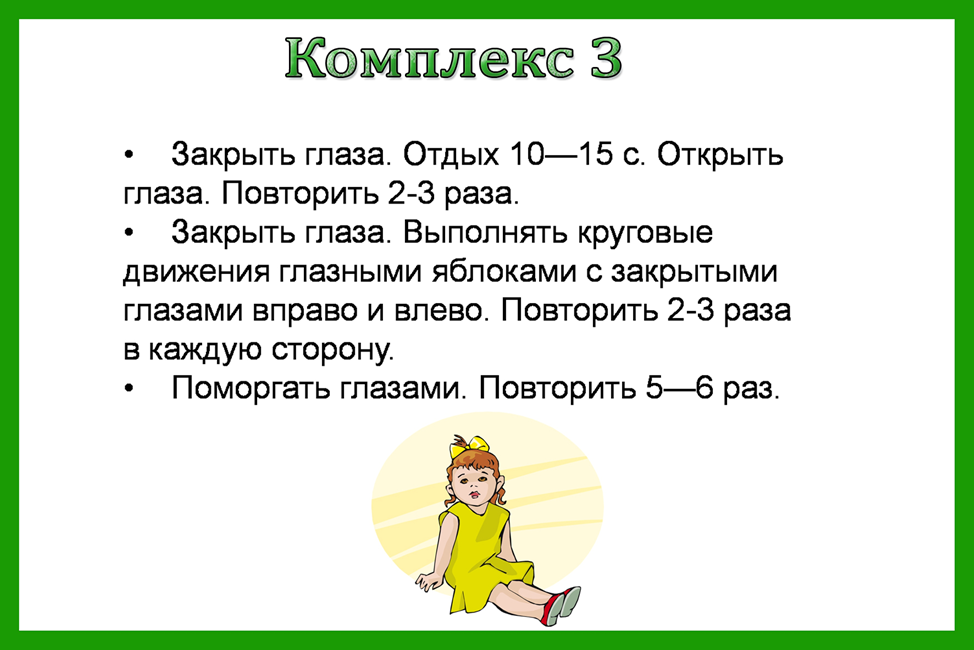 Комплекс 3
• Закрыть глаза. Отдых 10—15 с. Открыть
глаза. Повторить 2-3 раза.
• Закрыть глаза. Выполнять круговые
движения глазными яблоками с закрытыми
глазами вправо и влево. Повторить 2-3 раза
в каждую сторону.
• Поморгать глазами. Повторить 5—6 раз.